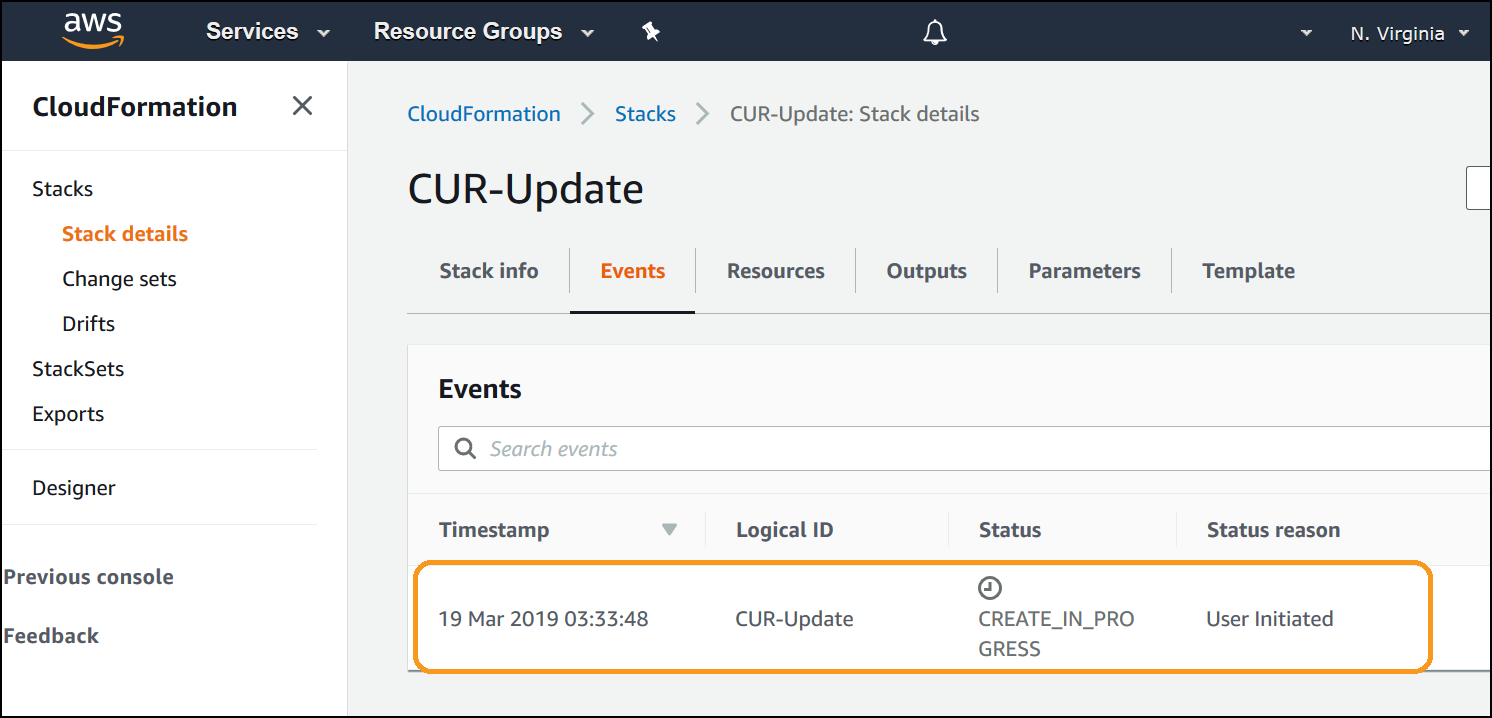 aws
Services
Resource Groups
N. Virginia
CloudFormation
Stacks
Stack details
Change sets
Drifts
StackSets
Exports
Designer
Previous console
Feedback
CloudFormation > Stacks > CUR-Update: Stack details
CUR-Update
Stack info
Events
Resources
Outputs
Parameters
Template
Events
Search events
Timestamp
Logical ID
Status
Status reason
19 Mar 2019 03:33:48
CUR-Update
CREATE_IN_PRO
GRESS
User Initiated